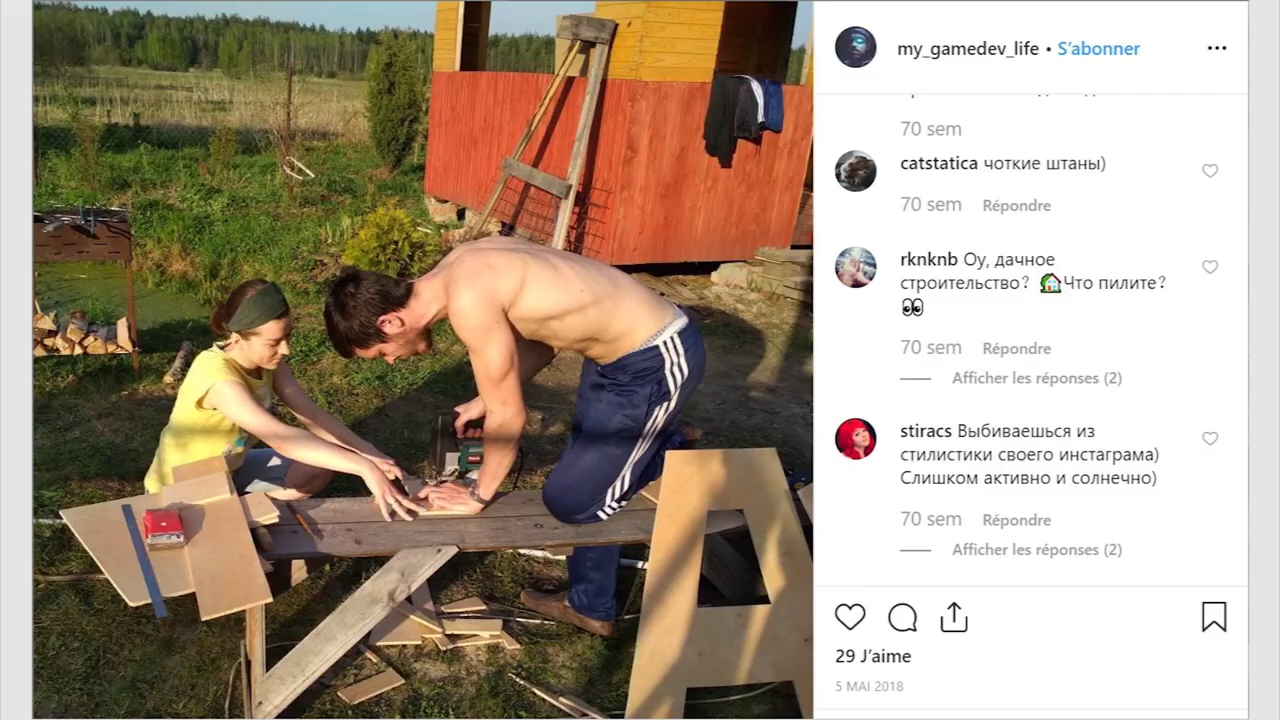 my_gamedev_life • S'abonner
70 sem
catstatica чоткие штаны)
70 sem Répondre
rknknb Оу, дачное
строительство? Что пилите?
70 sem Répondre
Afficher les réponses (2)
stiracs Выбиваешься из
стилистики своего инстаграма)
Слишком активно и солнечно)
70 sem Répondre
Afficher les réponses (2)
29 J'aime
5 MAI 2018